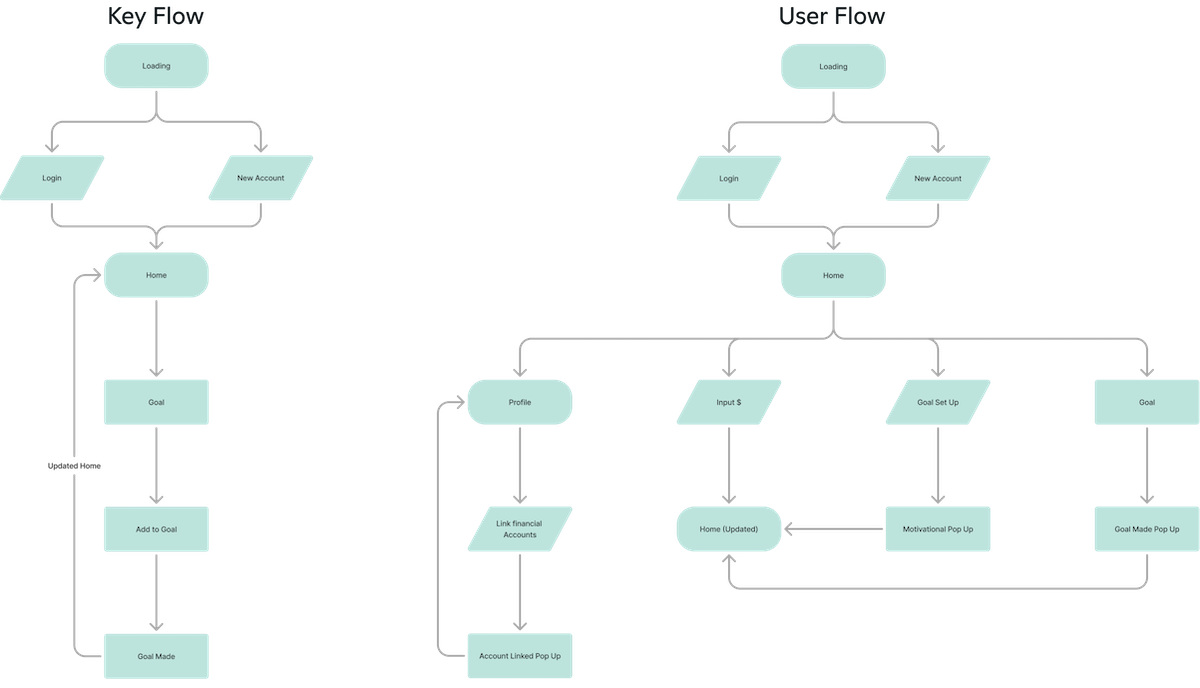 Key Flow
Loading
Login
New Account
Home
Goal
Updated Home
Add to Goal
Goal Made
User Flow
Loading
Login
New Account
Home
Profile
Input $
Goal Set Up
Goal
Link financial
Accounts
Home (Updated)
Motivational Pop Up
Goal Made Pop Up
Account Linked Pop Up